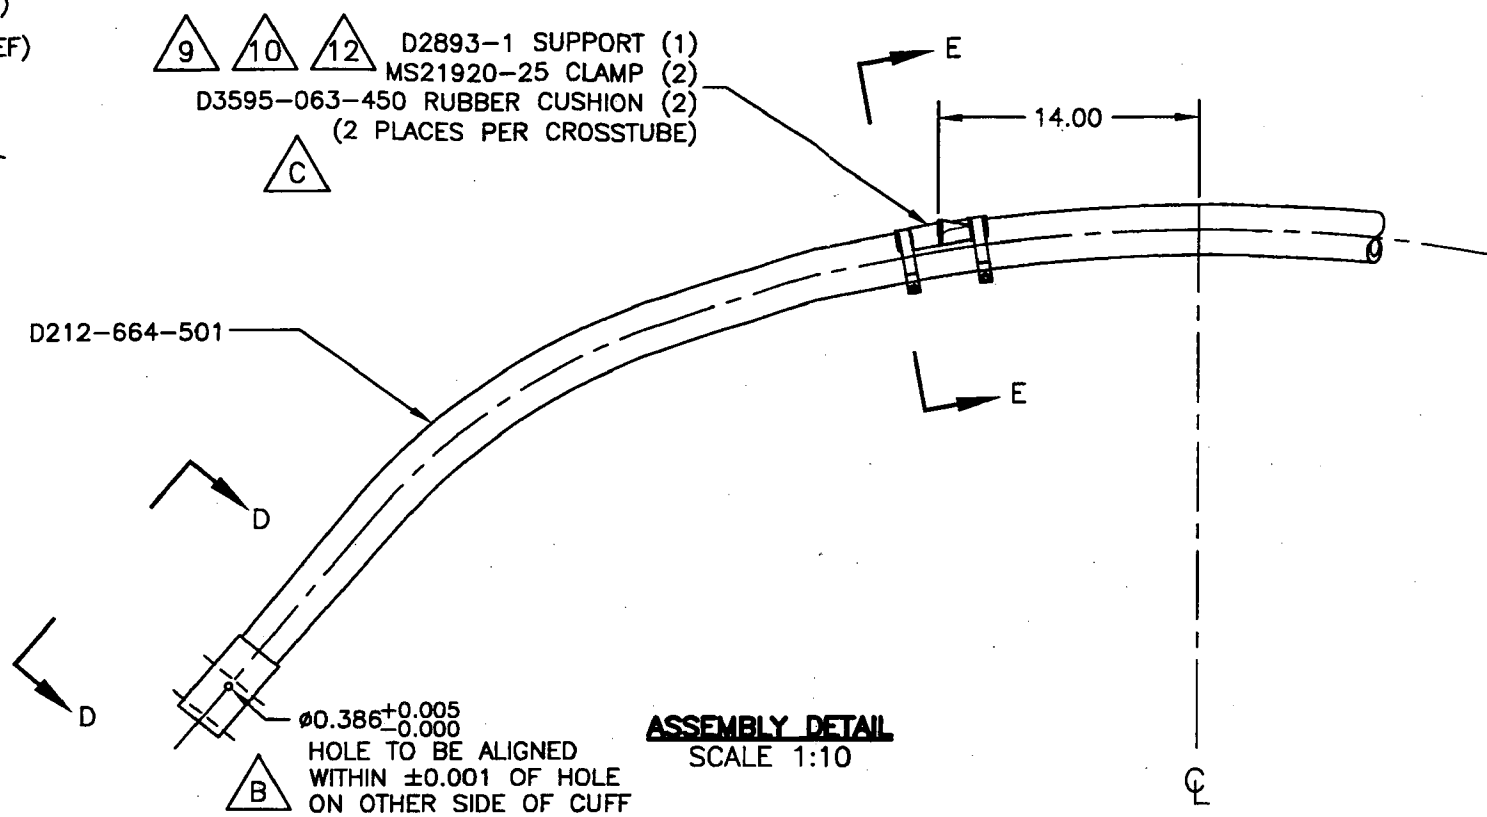 )
EF)
9 10 12 D2893-1 SUPPORT (1)
MS21920-25 CLAMP (2)
D3595-063-450 RUBBER CUSHION (2)
(2 PLACES PER CROSSTUBE)
C
E
14.00
D212-664-501
E
D
D
ø0.386 +0.005 -0.000
HOLE TO BE ALIGNED
WITHIN ±0.001 OF HOLE
ON OTHER SIDE OF CUFF
B
ASSEMBLY DETAIL
SCALE 1:10
℄